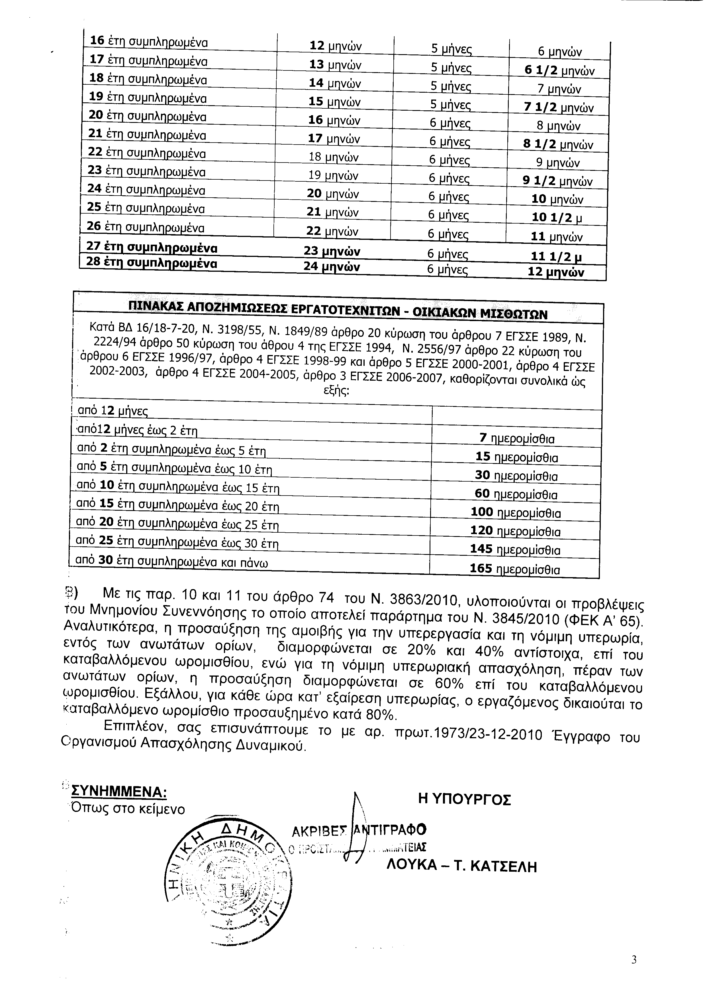 16 έτη συμπληρωμένα 12 μηνών 5 μήνες 6 μηνών
17 έτη συμπληρωμένα 13 μηνών 5 μήνες 6 1/2 μηνών
18 έτη συμπληρωμένα 14 μηνών 5 μήνες 7 μηνών
19 έτη συμπληρωμένα 15 μηνών 5 μήνες 7 1/2 μηνών
20 έτη συμπληρωμένα 16 μηνών 6 μήνες 8 μηνών
21 έτη συμπληρωμένα 17 μηνών 6 μήνες 8 1/2 μηνών
22 έτη συμπληρωμένα 18 μηνών 6 μήνες 9 μηνών
23 έτη συμπληρωμένα 19 μηνών 6 μήνες 9 1/2 μηνών
24 έτη συμπληρωμένα 20 μηνών 6 μήνες 10 μηνών
25 έτη συμπληρωμένα 21 μηνών 6 μήνες 10 1/2 μ
26 έτη συμπληρωμένα 22 μηνών 6 μήνες 11 μηνών
27 έτη συμπληρωμένα 23 μηνών 6 μήνες 11 1/2 μ
28 έτη συμπληρωμένα 24 μηνών 6 μήνες 12 μηνών
ΠΙΝΑΚΑΣ ΑΠΟΖΗΜΙΩΣΕΩΣ ΕΡΓΑΤΟΤΕΧΝΙΤΩΝ - ΟΙΚΙΑΚΩΝ ΜΙΣΘΩΤΩΝ
Κατά ΒΔ 16/18-7-20, Ν. 3198/55, Ν. 1849/89 άρθρο 20 κύρωση του άρθρου 7 ΕΓΣΣΕ 1989, Ν.
2224/94 άρθρο 50 κύρωση του άθρου 4 της ΕΓΣΣΕ 1994, Ν. 2556/97 άρθρο 22 κύρωση του
άρθρου 6 ΕΓΣΣΕ 1996/97, άρθρο 4 ΕΓΣΣΕ 1998-99 και άρθρο 5 ΕΓΣΣΕ 2000-2001, άρθρο 4 ΕΓΣΣΕ
2002-2003, άρθρο 4 ΕΓΣΣΕ 2004-2005, άρθρο 3 ΕΓΣΣΕ 2006-2007, καθορίζονται συνολικά ώς
εξής:
από 12 μήνες
από12 μήνες έως 2 έτη 7 ημερομίσθια
από 2 έτη συμπληρωμένα έως 5 έτη 15 ημερομίσθια
από 5 έτη συμπληρωμένα έως 10 έτη 30 ημερομίσθια
από 10 έτη συμπληρωμένα έως 15 έτη 60 ημερομίσθια
από 15 έτη συμπληρωμένα έως 20 έτη 100 ημερομίσθια
από 20 έτη συμπληρωμένα έως 25 έτη 120 ημερομίσθια
από 25 έτη συμπληρωμένα έως 30 έτη 145 ημερομίσθια
από 30 έτη συμπληρωμένα και πάνω 165 ημερομίσθια
Β) Με τις παρ. 10 και 11 του άρθρο 74 του Ν. 3863/2010, υλοποιούνται οι προβλέψεις
του Μνημονίου Συνεννόησης το οποίο αποτελεί παράρτημα του Ν. 3845/2010 (ΦΕΚ Α' 65).
Αναλυτικότερα, η προσαύξηση της αμοιβής για την υπερεργασία και τη νόμιμη υπερωρία,
εντός των ανωτάτων ορίων, διαμορφώνεται σε 20% και 40% αντίστοιχα, επί του
καταβαλλόμενου ωρομισθίου, ενώ για τη νόμιμη υπερωριακή απασχόληση, πέραν των
ανωτάτων ορίων, η προσαύξηση διαμορφώνεται σε 60% επί του καταβαλλόμενου
ωρομισθίου. Εξάλλου, για κάθε ώρα κατ' εξαίρεση υπερωρίας, ο εργαζόμενος δικαιούται το
καταβαλλόμενο ωρομίσθιο προσαυξημένο κατά 80%.
Επιπλέον, σας επισυνάπτουμε το με αρ. πρωτ.1973/23-12-2010 Έγγραφο του
Οργανισμού Απασχόλησης Δυναμικού.
ΣΥΝΗΜΜΕΝΑ:
Όπως στο κείμενο
Η ΥΠΟΥΡΓΟΣ
ΑΚΡΙΒΕΣ ΑΝΤΙΓΡΑΦΟ
ΛΟΥΚΑ – Τ. ΚΑΤΣΕΛΗ
ΔΗΜΟΚΡΑΤΙΑ
3